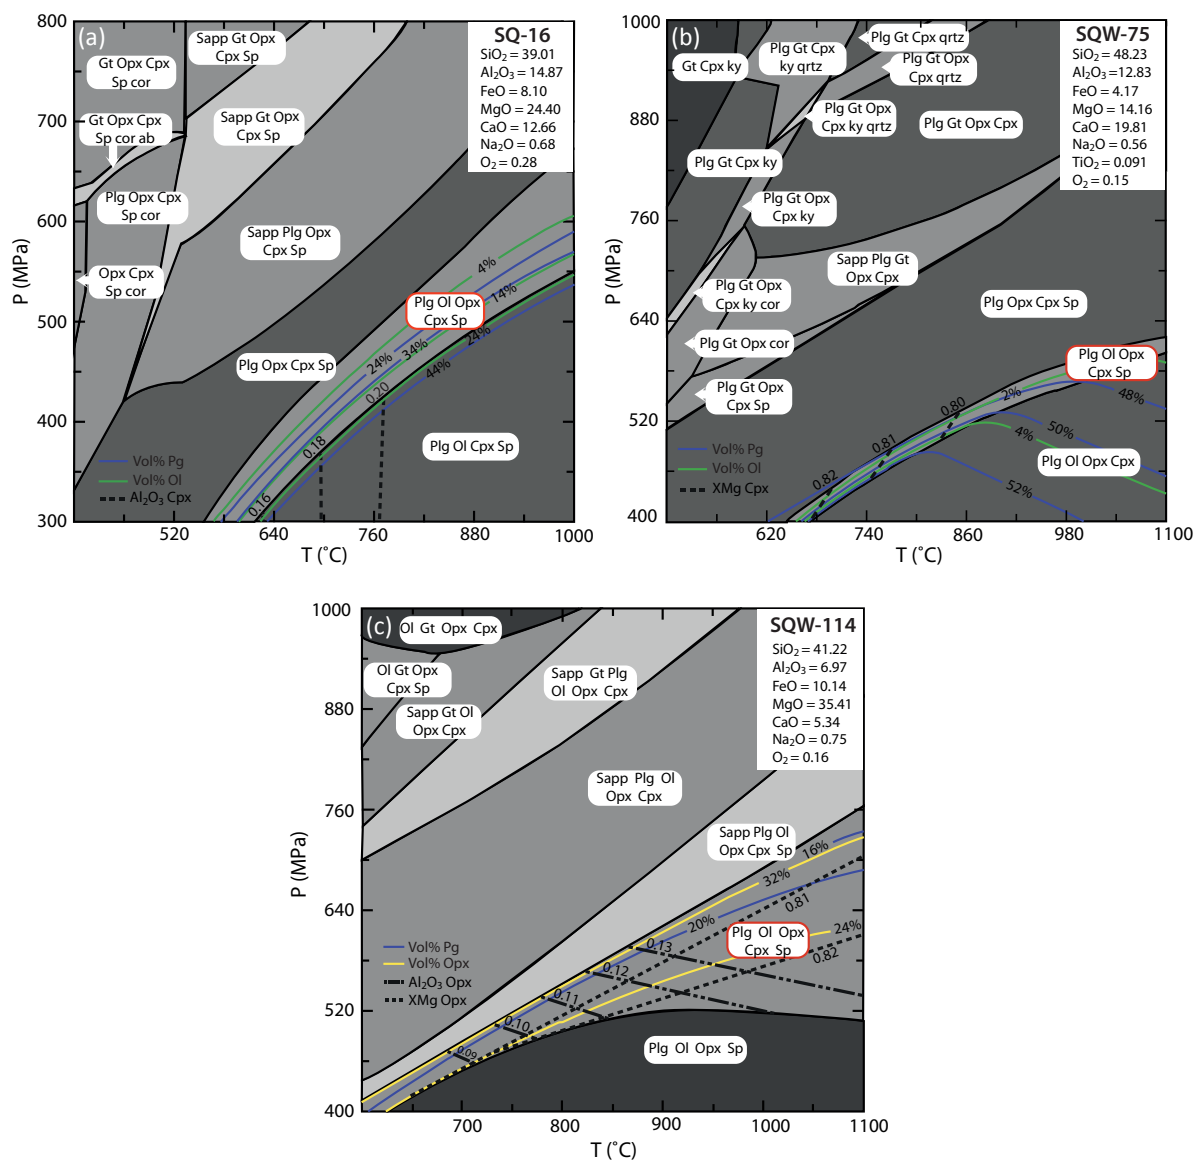 (a)
SQ-16
SiO₂ = 39.01
Al₂O₃ = 14.87
FeO = 8.10
MgO = 24.40
CaO = 12.66
Na₂O = 0.68
O₂ = 0.28
Sapp Gt Opx
Cpx Sp
Gt Opx Cpx
Sp cor
Gt Opx Cpx
Sp cor ab
Sapp Gt Opx
Cpx Sp
Plg Opx Cpx
Sp cor
Sapp Plg Opx
Cpx Sp
Opx Cpx
Sp cor
Plg Ol Opx
Cpx Sp
Plg Opx Cpx Sp
Plg Ol Cpx Sp
4%
14%
24%
34%
24%
44%
0.20
0.18
0.16
Vol% Pg
Vol% Ol
Al₂O₃ Cpx
800
700
600
500
400
300
P (MPa)
520
640
760
880
1000
T (˚C)
(b)
SQW-75
SiO₂ = 48.23
Al₂O₃ =12.83
FeO = 4.17
MgO = 14.16
CaO = 19.81
Na₂O = 0.56
TiO₂ = 0.091
O₂ = 0.15
Gt Cpx ky
Plg Gt Cpx
ky qrtz
Plg Gt Cpx qrtz
Plg Gt Opx
Cpx qrtz
Plg Gt Opx
Cpx ky qrtz
Plg Gt Opx Cpx
Plg Gt Cpx ky
Plg Gt Opx
Cpx ky
Sapp Plg Gt
Opx Cpx
Plg Gt Opx
Cpx ky cor
Plg Opx Cpx Sp
Plg Gt Opx cor
Plg Ol Opx
Cpx Sp
Plg Gt Opx
Cpx Sp
Plg Ol Opx Cpx
0.80
0.81
0.82
2%
48%
50%
4%
52%
Vol% Pg
Vol% Ol
XMg Cpx
1000
880
760
640
520
400
P (MPa)
620
740
860
980
1100
T (˚C)
(c)
SQW-114
SiO₂ = 41.22
Al₂O₃ = 6.97
FeO = 10.14
MgO = 35.41
CaO = 5.34
Na₂O = 0.75
O₂ = 0.16
Ol Gt Opx Cpx
Ol Gt Opx
Cpx Sp
Sapp Gt Plg
Ol Opx Cpx
Sapp Gt Ol
Opx Cpx
Sapp Plg Ol
Opx Cpx
Sapp Plg Ol
Opx Cpx Sp
Plg Ol Opx
Cpx Sp
Plg Ol Opx Sp
16%
32%
0.81
20%
24%
0.82
0.13
0.12
0.11
0.10
0.09
Vol% Pg
Vol% Opx
Al₂O₃ Opx
XMg Opx
1000
880
760
640
520
400
P (MPa)
700
800
900
1000
1100
T (˚C)